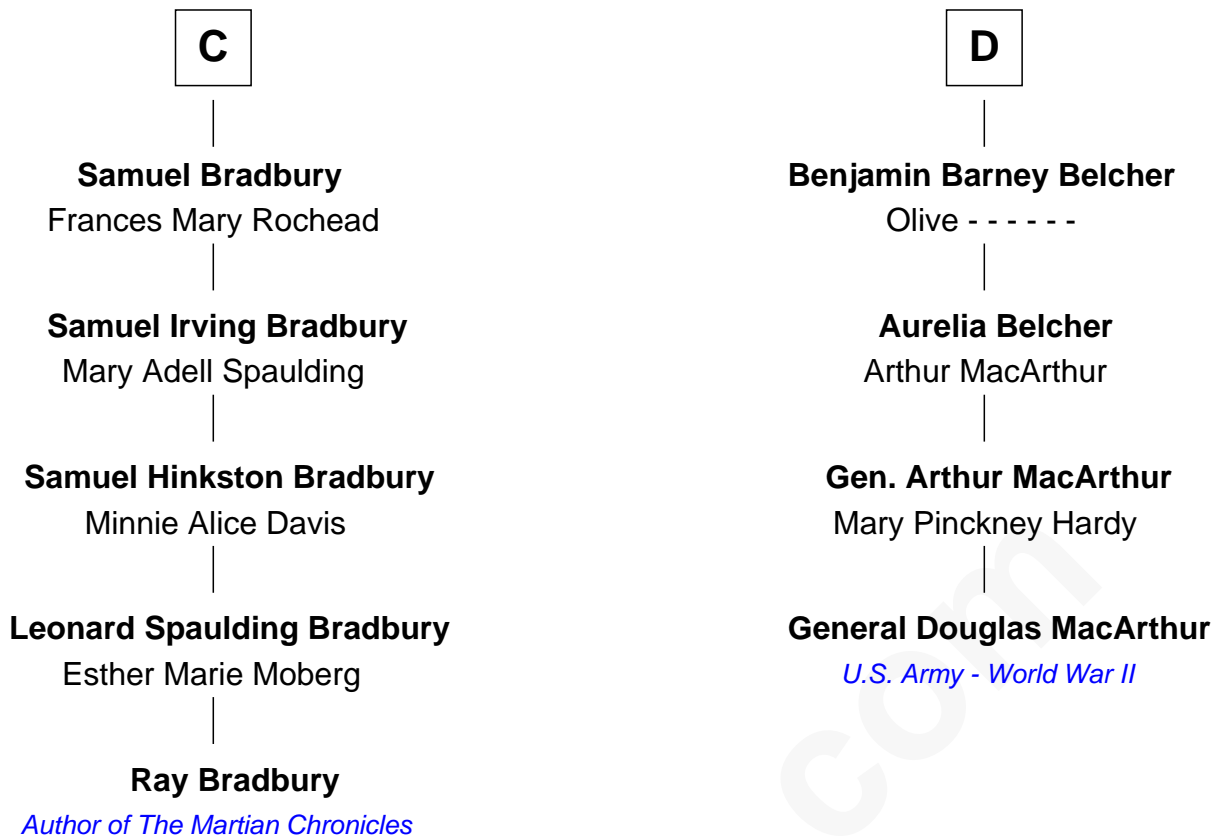 C
Samuel Bradbury
Frances Mary Rochead
Samuel Irving Bradbury
Mary Adell Spaulding
Samuel Hinkston Bradbury
Minnie Alice Davis
Leonard Spaulding Bradbury
Esther Marie Moberg
Ray Bradbury
Author of The Martian Chronicles
D
Benjamin Barney Belcher
Olive - - - - - -
Aurelia Belcher
Arthur MacArthur
Gen. Arthur MacArthur
Mary Pinckney Hardy
General Douglas MacArthur
U.S. Army - World War II
com